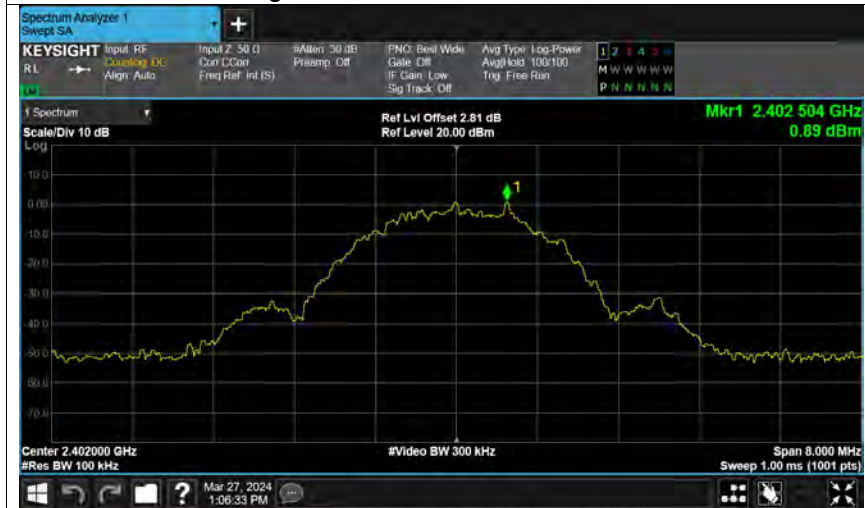 Spectrum Analyzer 1
Swept SA
+
KEYSIGHT
Input: RF
Coupling: DC
Align: Auto
Input Z: 50 Ω
Corr CCorr
Freq Ref: Int (S)
#Atten: 30 dB
Preamp: Off
PNO: Best Wide
Gate: Off
IF Gain: Low
Sig Track: Off
Avg Type: Log-Power
Avg|Hold: 100/100
Trig: Free Run
1 2 3 4 5 6
M W W W W W
P N N N N N
RL
1 Spectrum
Scale/Div 10 dB
Ref Lvl Offset 2.81 dB
Ref Level 20.00 dBm
Mkr1 2.402 504 GHz
0.89 dBm
Log
10.0
0.00
-10.0
-20.0
-30.0
-40.0
-50.0
-60.0
-70.0
1
Center 2.402000 GHz
#Res BW 100 kHz
#Video BW 300 kHz
Span 8.000 MHz
Sweep 1.00 ms (1001 pts)
?
Mar 27, 2024
1:06:33 PM